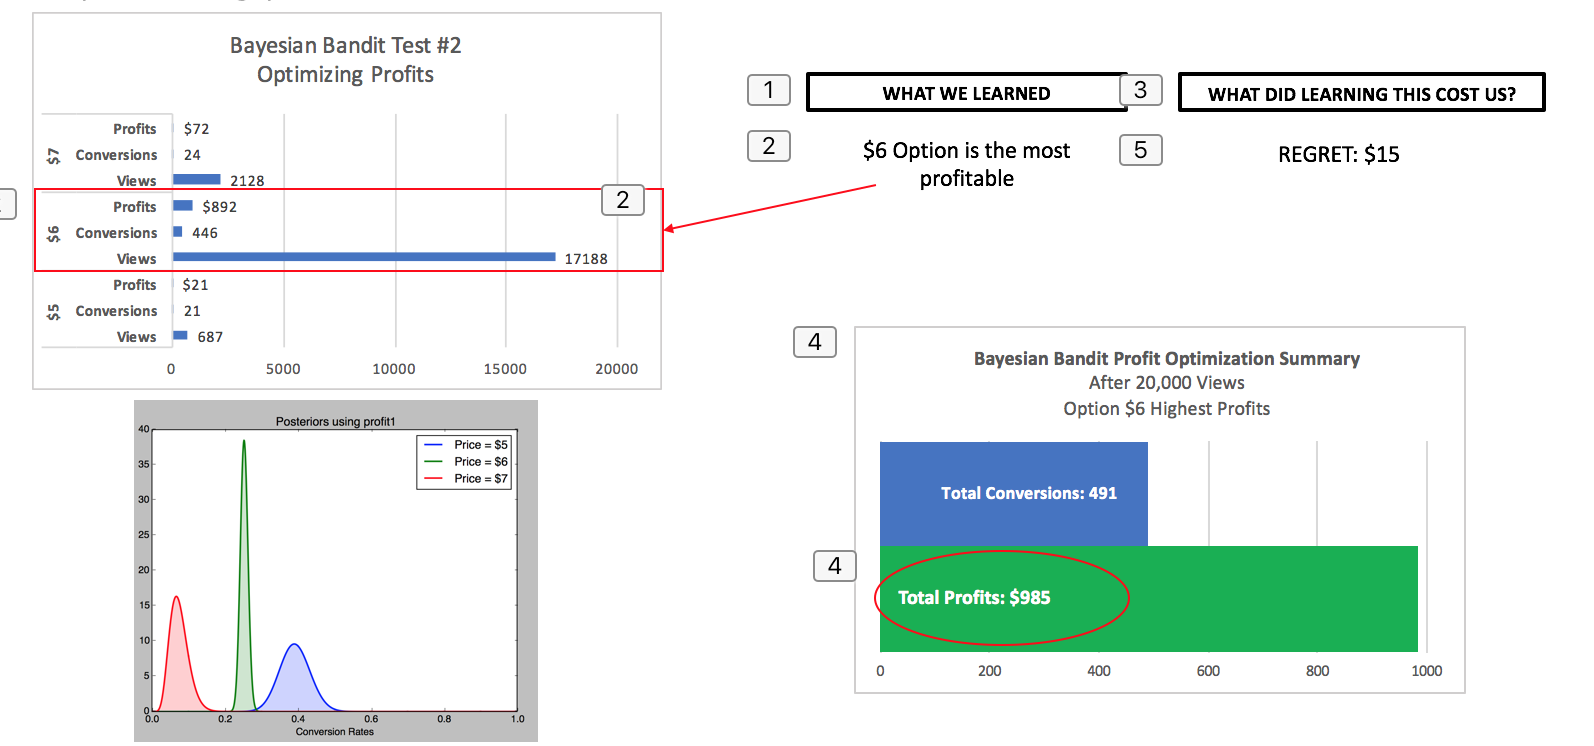 Bayesian Bandit Test #2
Optimizing Profits
$7
Profits $72
Conversions 24
Views 2128
2
$6
Profits $892
Conversions 446
Views 17188
$5
Profits $21
Conversions 21
Views 687
0 5000 10000 15000 20000
1
WHAT WE LEARNED
2
$6 Option is the most
profitable
3
WHAT DID LEARNING THIS COST US?
5
REGRET: $15
Posteriors using profit1
Price = $5
Price = $6
Price = $7
40
35
30
25
20
15
10
5
0
0.0 0.2 0.4 0.6 0.8 1.0
Conversion Rates
4
Bayesian Bandit Profit Optimization Summary
After 20,000 Views
Option $6 Highest Profits
Total Conversions: 491
4
Total Profits: $985
0 200 400 600 800 1000